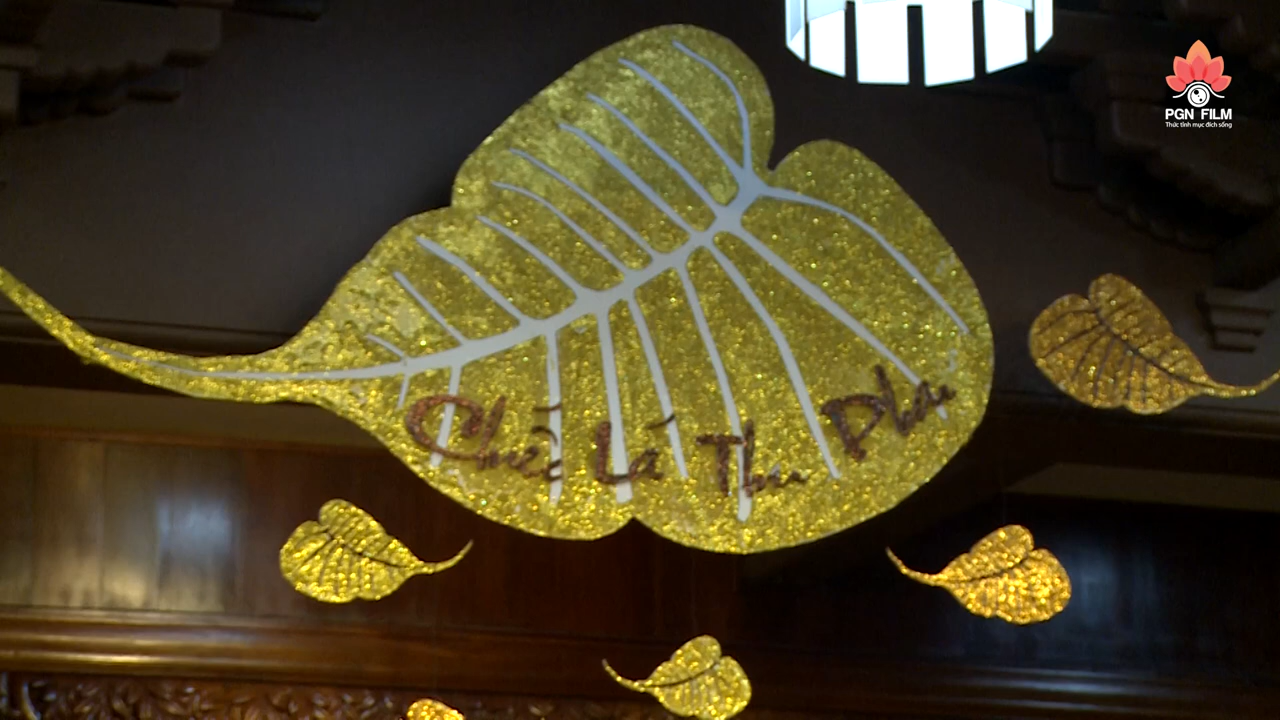 PGN FILM
Thức tỉnh mục đích sống
Chiếc Lá Thu Phai